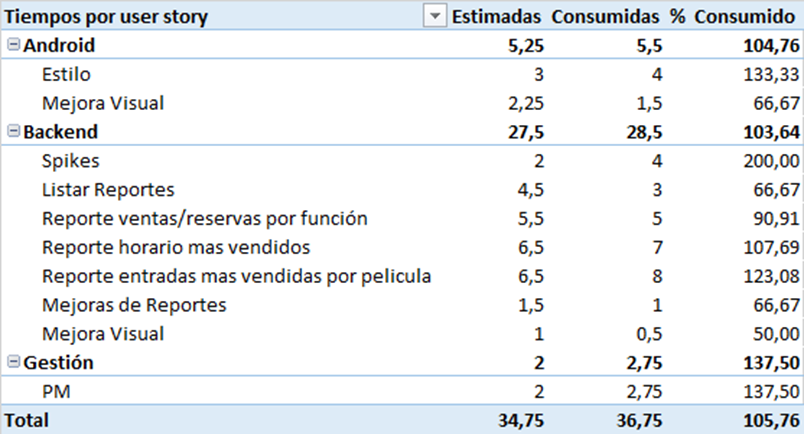 Tiempos por user story Estimadas Consumidas % Consumido
Android 5,25 5,5 104,76
Estilo 3 4 133,33
Mejora Visual 2,25 1,5 66,67
Backend 27,5 28,5 103,64
Spikes 2 4 200,00
Listar Reportes 4,5 3 66,67
Reporte ventas/reservas por función 5,5 5 90,91
Reporte horario mas vendidos 6,5 7 107,69
Reporte entradas mas vendidas por pelicula 6,5 8 123,08
Mejoras de Reportes 1,5 1 66,67
Mejora Visual 1 0,5 50,00
Gestión 2 2,75 137,50
PM 2 2,75 137,50
Total 34,75 36,75 105,76